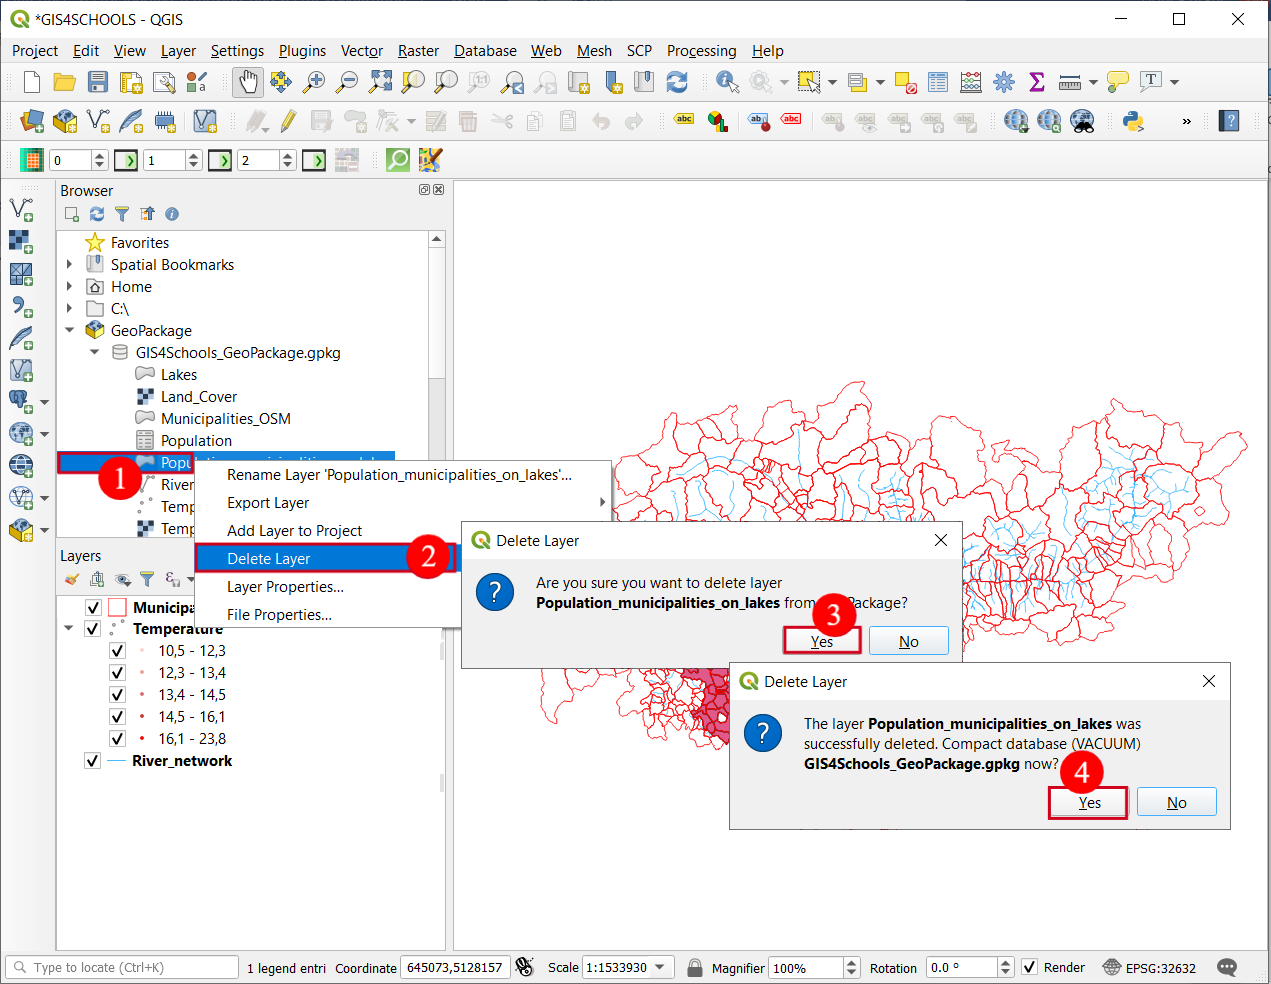 *GIS4SCHOOLS - QGIS
Project Edit View Layer Settings Plugins Vector Raster Database Web Mesh SCP Processing Help
0 1 2
Browser
Favorites
Spatial Bookmarks
Home
C:\
GeoPackage
GIS4Schools_GeoPackage.gpkg
Lakes
Land_Cover
Municipalities_OSM
Population
Popu
1
River
Temp
Temp
Rename Layer 'Population_municipalities_on_lakes'...
Export Layer
Add Layer to Project
Delete Layer
2
Layer Properties...
File Properties...
Layers
Municipa
Temperature
10,5 - 12,3
12,3 - 13,4
13,4 - 14,5
14,5 - 16,1
16,1 - 23,8
River_network
Delete Layer
Are you sure you want to delete layer
Population_municipalities_on_lakes from Package?
3
Yes No
Delete Layer
The layer Population_municipalities_on_lakes was
successfully deleted. Compact database (VACUUM)
GIS4Schools_GeoPackage.gpkg now?
4
Yes No
Type to locate (Ctrl+K) 1 legend entri Coordinate 645073,5128157 Scale 1:1533930 Magnifier 100% Rotation 0.0 ° Render EPSG:32632